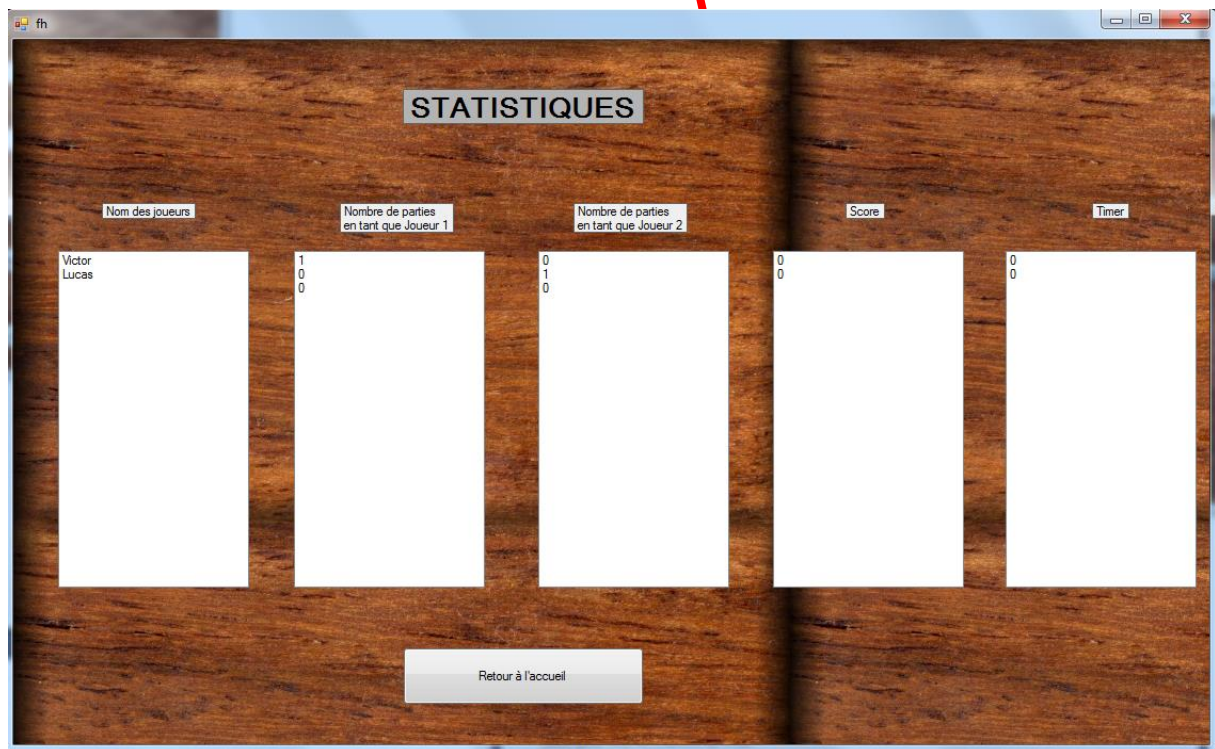 fh
STATISTIQUES
Nom des joueurs
Nombre de parties
en tant que Joueur 1
Nombre de parties
en tant que Joueur 2
Score
Timer
Victor
Lucas
1
0
0
0
1
0
0
0
0
0
Retour à l'accueil